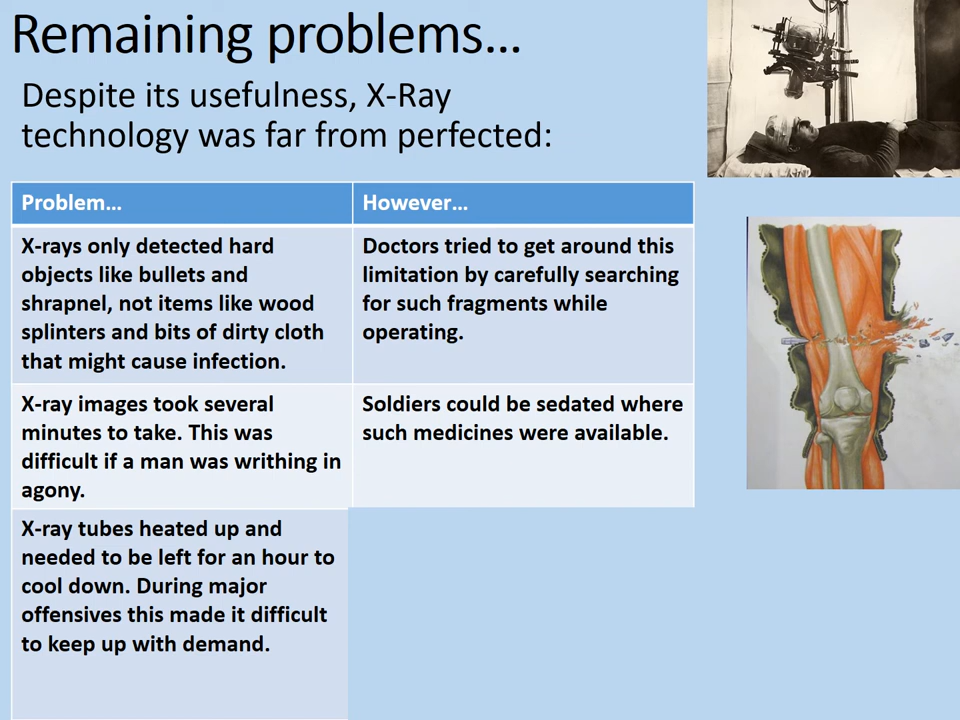 Remaining problems...
Despite its usefulness, X-Ray
technology was far from perfected:
Problem...
However...
X-rays only detected hard
objects like bullets and
shrapnel, not items like wood
splinters and bits of dirty cloth
that might cause infection.
Doctors tried to get around this
limitation by carefully searching
for such fragments while
operating.
X-ray images took several
minutes to take. This was
difficult if a man was writhing in
agony.
Soldiers could be sedated where
such medicines were available.
X-ray tubes heated up and
needed to be left for an hour to
cool down. During major
offensives this made it difficult
to keep up with demand.